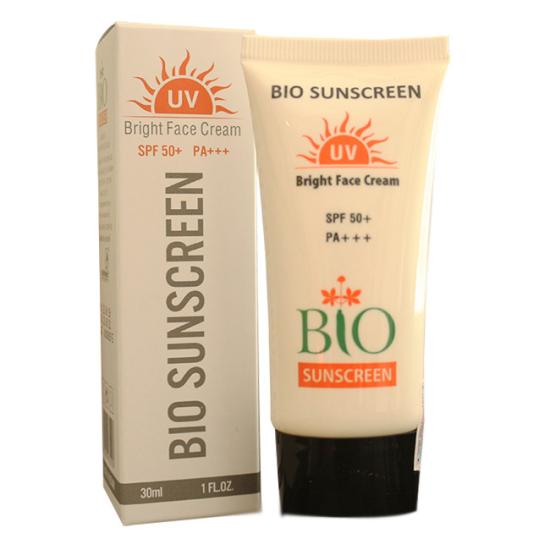 UV
Bright Face Cream
SPF 50+ PA+++
BIO SUNSCREEN
30ml 1 FL.OZ.
BIO SUNSCREEN
UV
Bright Face Cream
SPF 50+
PA+++
BIO
SUNSCREEN